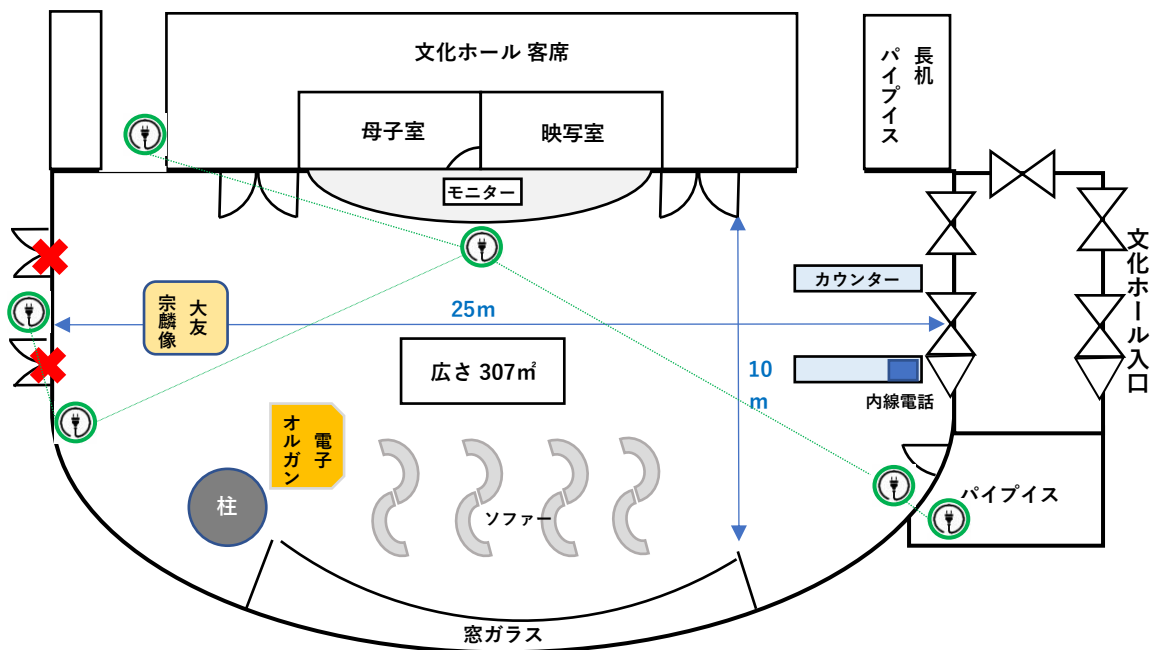 文化ホール 客席
長机
パイプイス
母子室
映写室
モニター
文化ホール入口
カウンター
大友
宗麟像
25m
広さ 307㎡
10
m
内線電話
電子
オルガン
柱
ソファー
パイプイス
窓ガラス